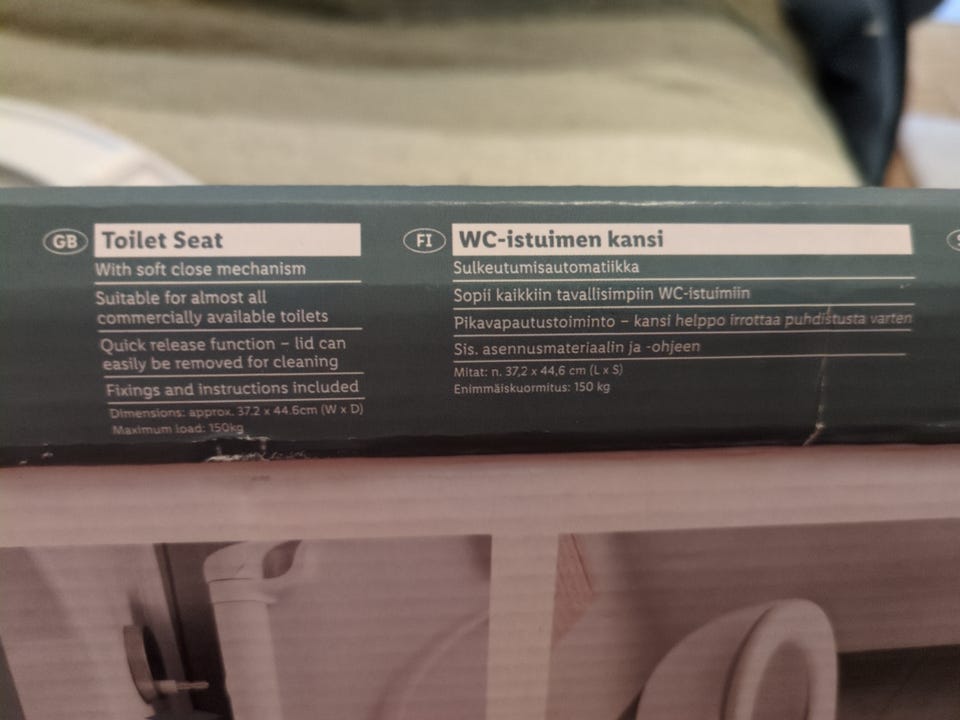 GB Toilet Seat
With soft close mechanism
Suitable for almost all
commercially available toilets
Quick release function – lid can
easily be removed for cleaning
Fixings and instructions included
Dimensions: approx. 37.2 x 44.6cm (W x D)
Maximum load: 150kg
FI WC-istuimen kansi
Sulkeutumisautomatiikka
Sopii kaikkiin tavallisimpiin WC-istuimiin
Pikavapautustoiminto – kansi helppo irrottaa puhdistusta varten
Sis. asennusmateriaalin ja -ohjeen
Mitat: n. 37,2 x 44,6 cm (L x S)
Enimmäiskuormitus: 150 kg